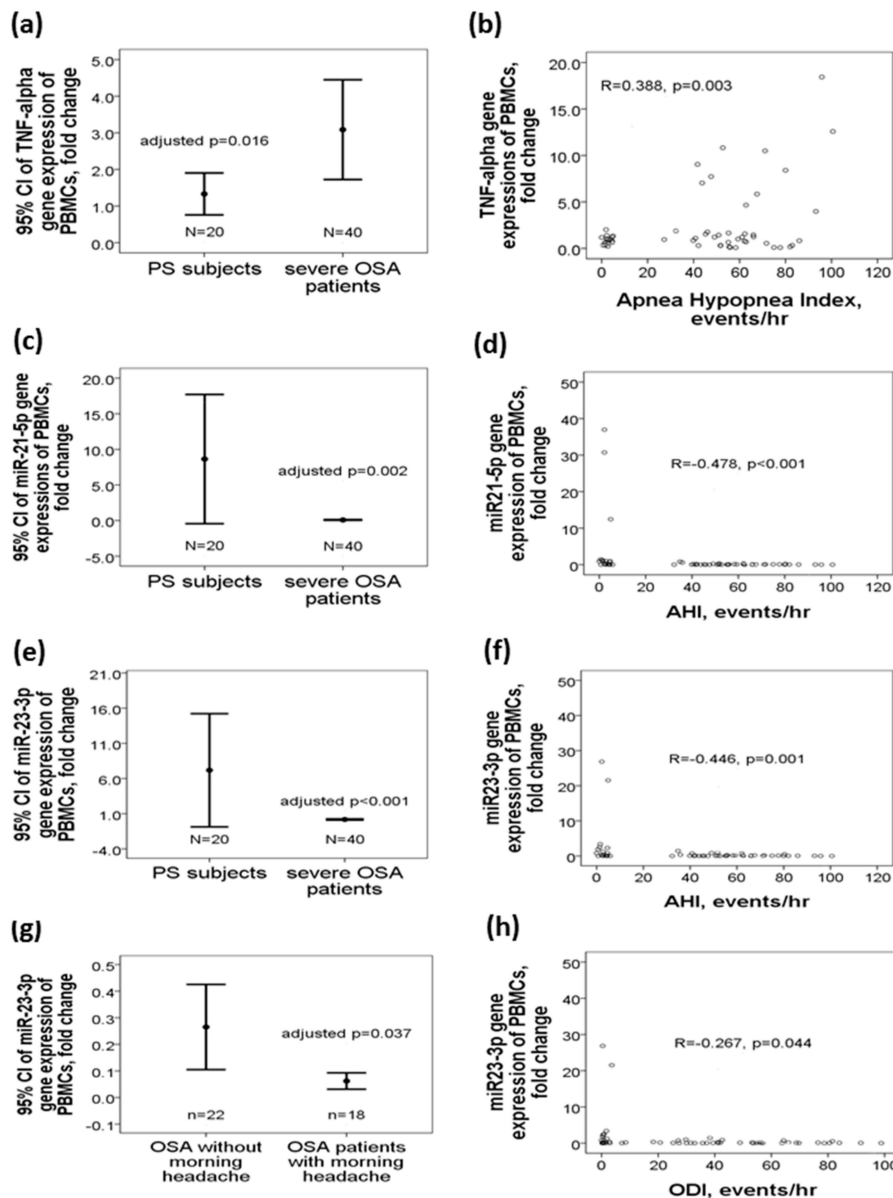 (a)
95% CI of TNF-alpha
gene expression of
PBMCs, fold change
5.0
4.0
3.0
2.0
1.0
0.0
adjusted p=0.016
N=20
N=40
PS subjects
severe OSA
patients
(b)
TNF-alpha gene
expressions of PBMCs,
fold change
20.0
15.0
10.0
5.0
0.0
R=0.388, p=0.003
0
20
40
60
80
100
120
Apnea Hypopnea Index,
events/hr
(c)
95% CI of miR-21-5p gene
expressions of PBMCs,
fold change
20.0
15.0
10.0
5.0
0.0
-5.0
adjusted p=0.002
N=20
N=40
PS subjects
severe OSA
patients
(d)
miR21-5p gene
expression of PBMCs,
fold change
50
40
30
20
10
0
R=-0.478, p<0.001
0
20
40
60
80
100
120
AHI, events/hr
(e)
95% CI of miR-23-3p
gene expression of
PBMCs, fold change
21.0
16.0
11.0
6.0
1.0
-4.0
adjusted p<0.001
N=20
N=40
PS subjects
severe OSA
patients
(f)
miR23-3p gene
expression of PBMCs,
fold change
50
40
30
20
10
0
R=-0.446, p=0.001
0
20
40
60
80
100
120
AHI, events/hr
(g)
95% CI of miR-23-3p
gene expression of
PBMCs, fold change
0.5
0.4
0.3
0.2
0.1
0.0
-0.1
adjusted p=0.037
n=22
n=18
OSA without
morning
headache
OSA patients
with morning
headache
(h)
miR23-3p gene
expression of PBMCs,
fold change
50
40
30
20
10
0
R=-0.267, p=0.044
0
20
40
60
80
100
ODI, events/hr